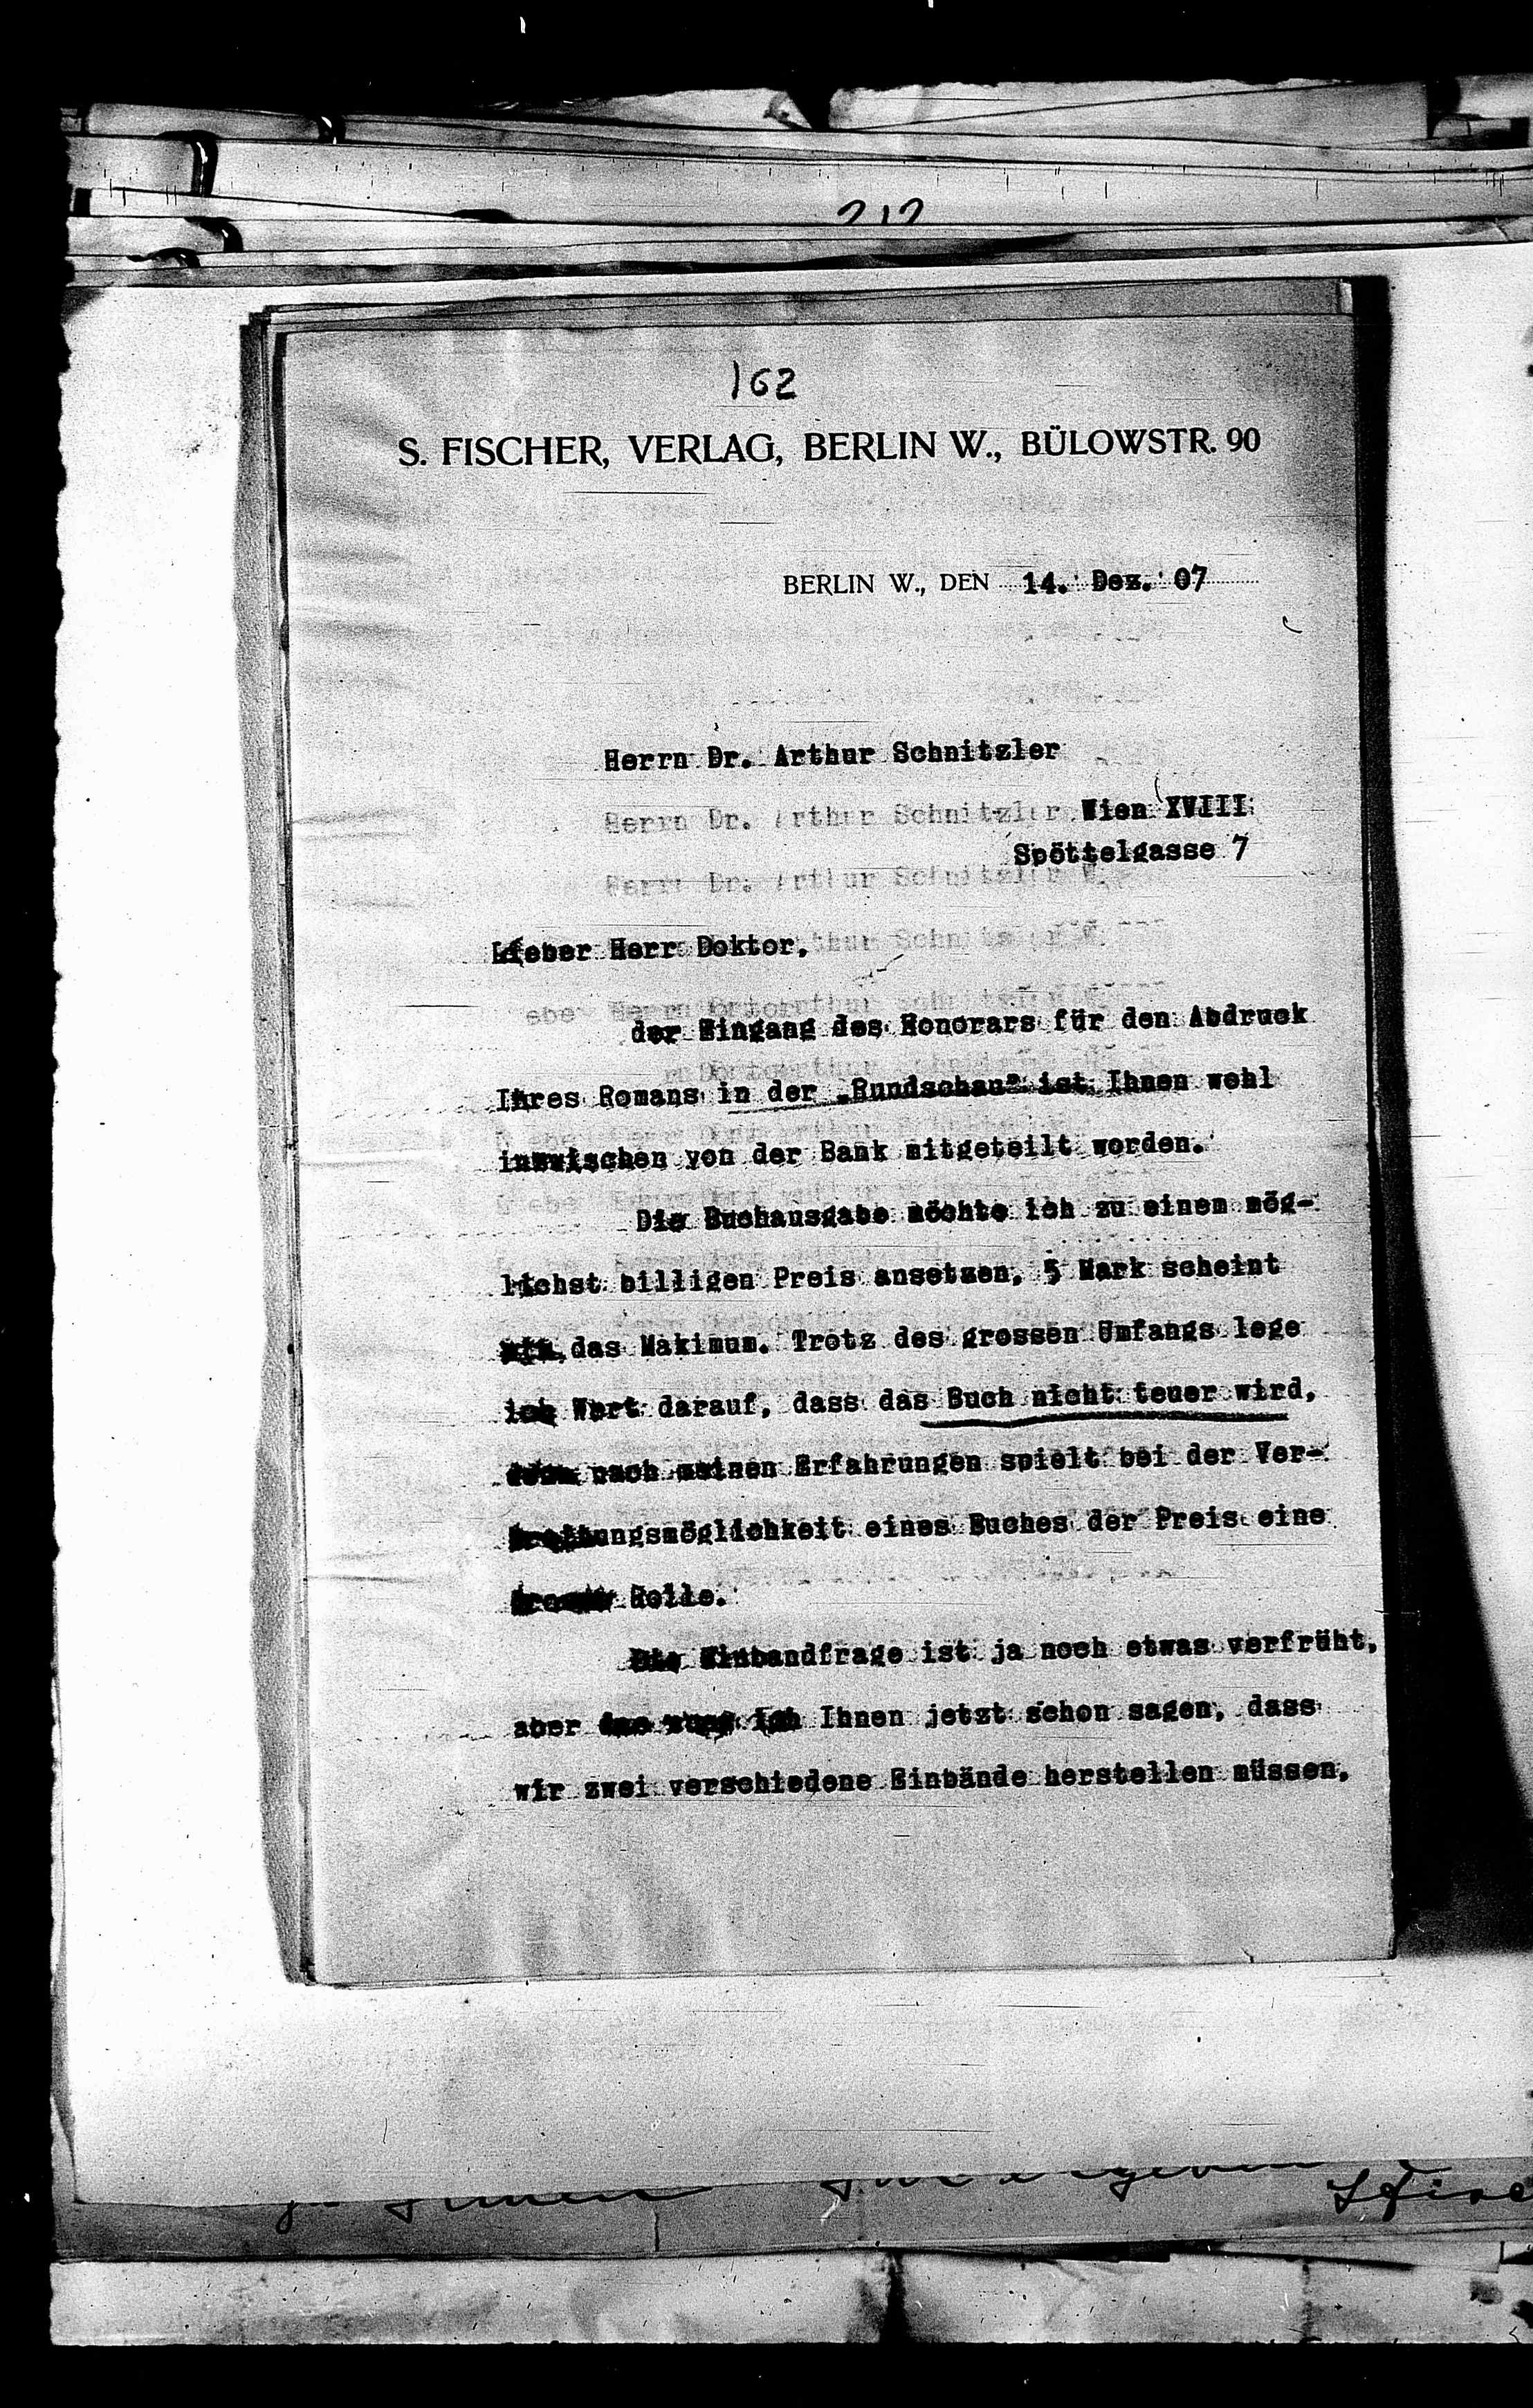 162
S. FISCHER, VERLAG, BERLIN W., BÜLOWSTR. 90
BERLIN W., DEN 14. Dez. 07
Herrn Dr. Arthur Schnitzler
Wien XVIII
Spöttelgasse 7
Lieber Herr Doktor,
der Eingang des Honorars für den Abdruck
Ihres Romans in der „Rundschau" ist Ihnen wohl
inzwischen von der Bank mitgeteilt worden.
Die Buchausgabe möchte ich zu einem mög-
lichst billigen Preis ansetzen, 5 Mark scheint
mir das Makimum. Trotz des grossen Umfangs lege
ich Wert darauf, dass das Buch nicht teuer wird,
denn nach meinen Erfahrungen spielt bei der Ver-
breitungsmöglichkeit eines Buches der Preis eine
grosse Rolle.
Die Einbandfrage ist ja noch etwas verfrüht,
aber das muss ich Ihnen jetzt schon sagen, dass
wir zwei verschiedene Einbände herstellen müssen,